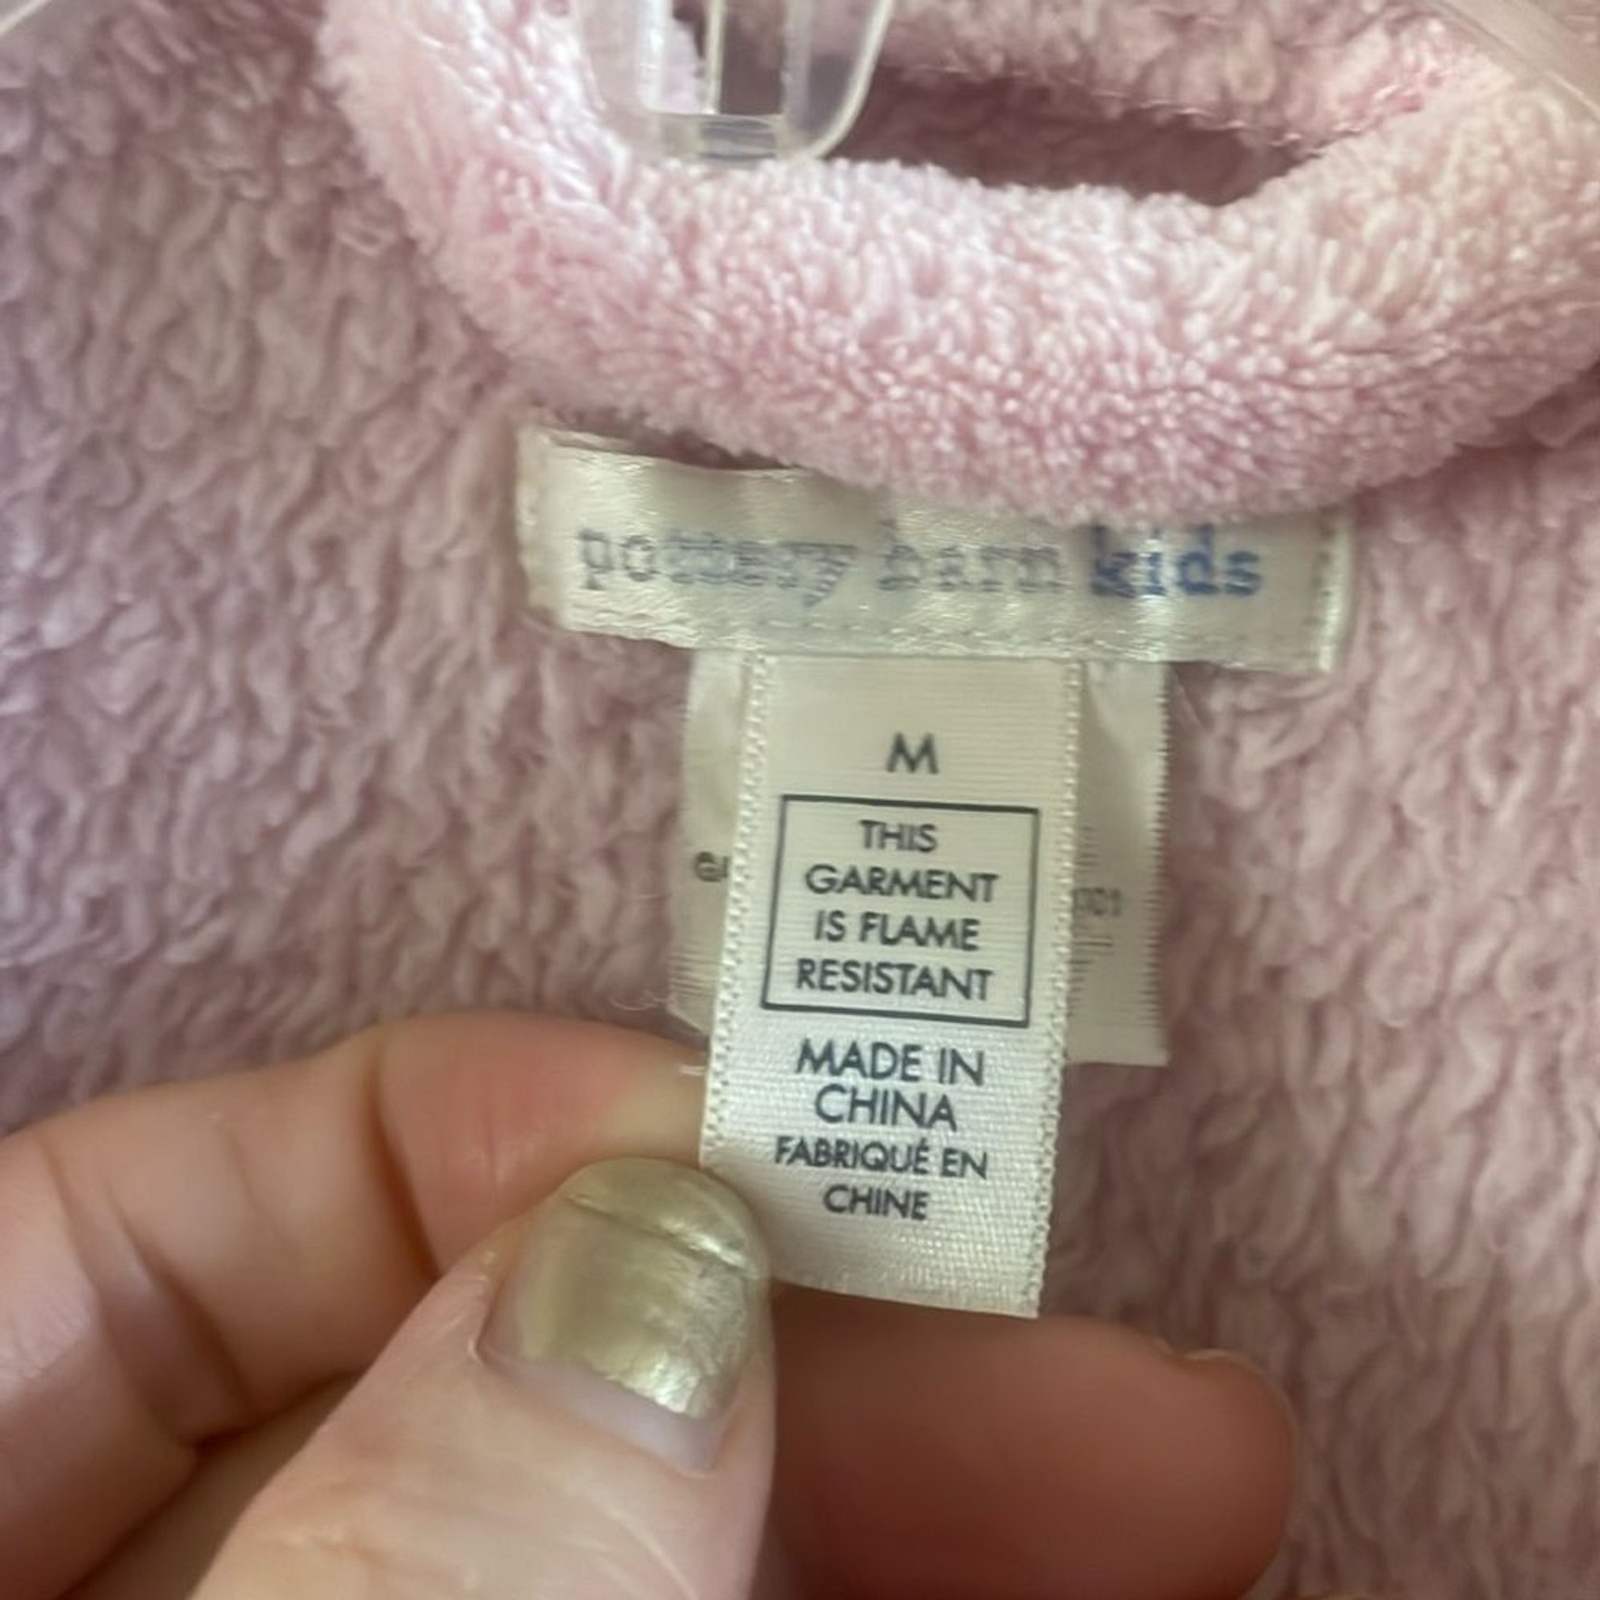 pottery barn kids
M
THIS
GARMENT
IS FLAME
RESISTANT
MADE IN
CHINA
FABRIQUÉ EN
CHINE